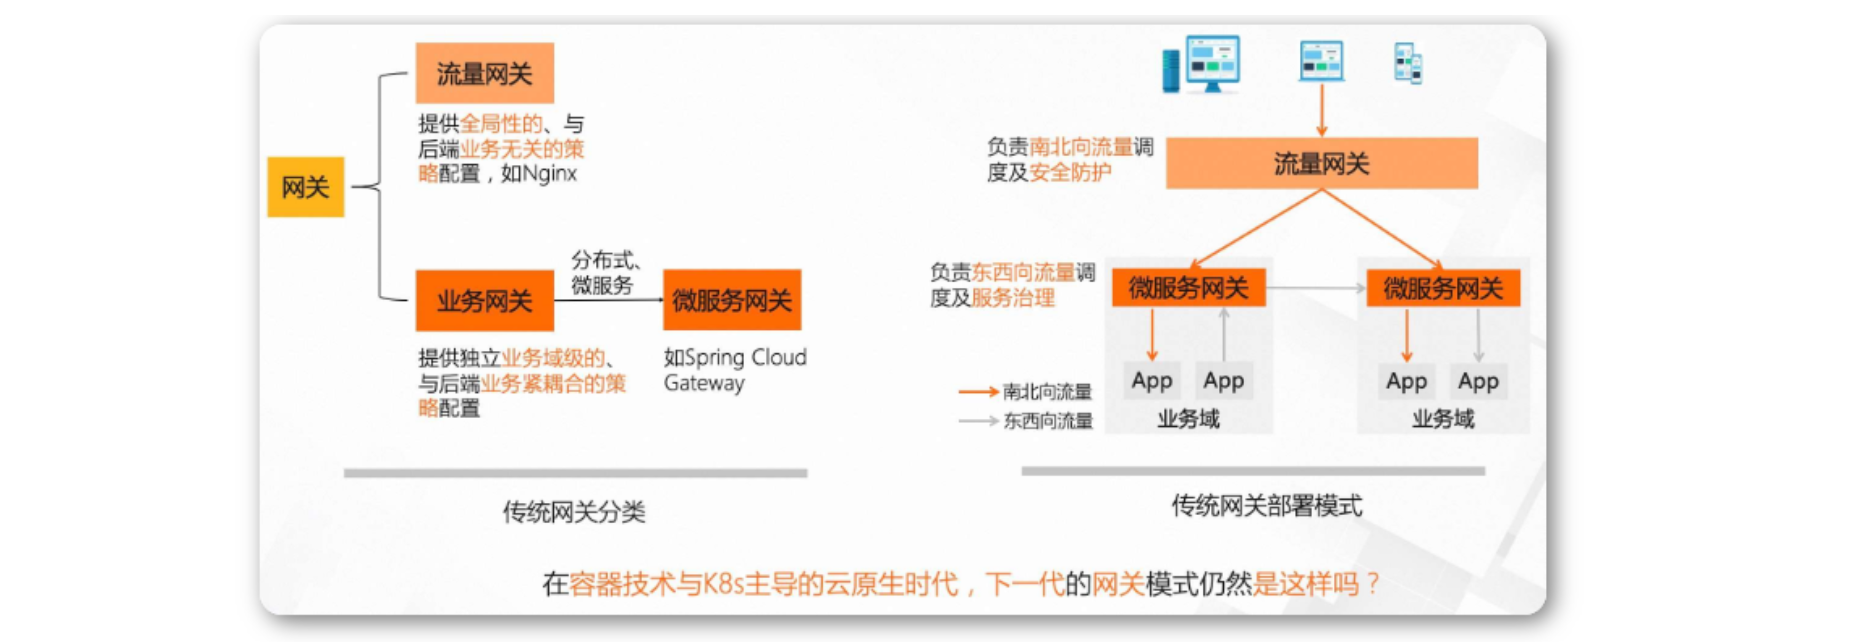 流量网关
提供全局性的、与
后端业务无关的策
略配置，如Nginx
网关
分布式、
微服务
业务网关
微服务网关
提供独立业务域级的、
与后端业务紧耦合的策
略配置
如Spring Cloud
Gateway
传统网关分类
负责南北向流量调
度及安全防护
流量网关
负责东西向流量调
度及服务治理
微服务网关
微服务网关
App
App
App
App
业务域
业务域
南北向流量
东西向流量
传统网关部署模式
在容器技术与K8s主导的云原生时代，下一代的网关模式仍然是这样吗？